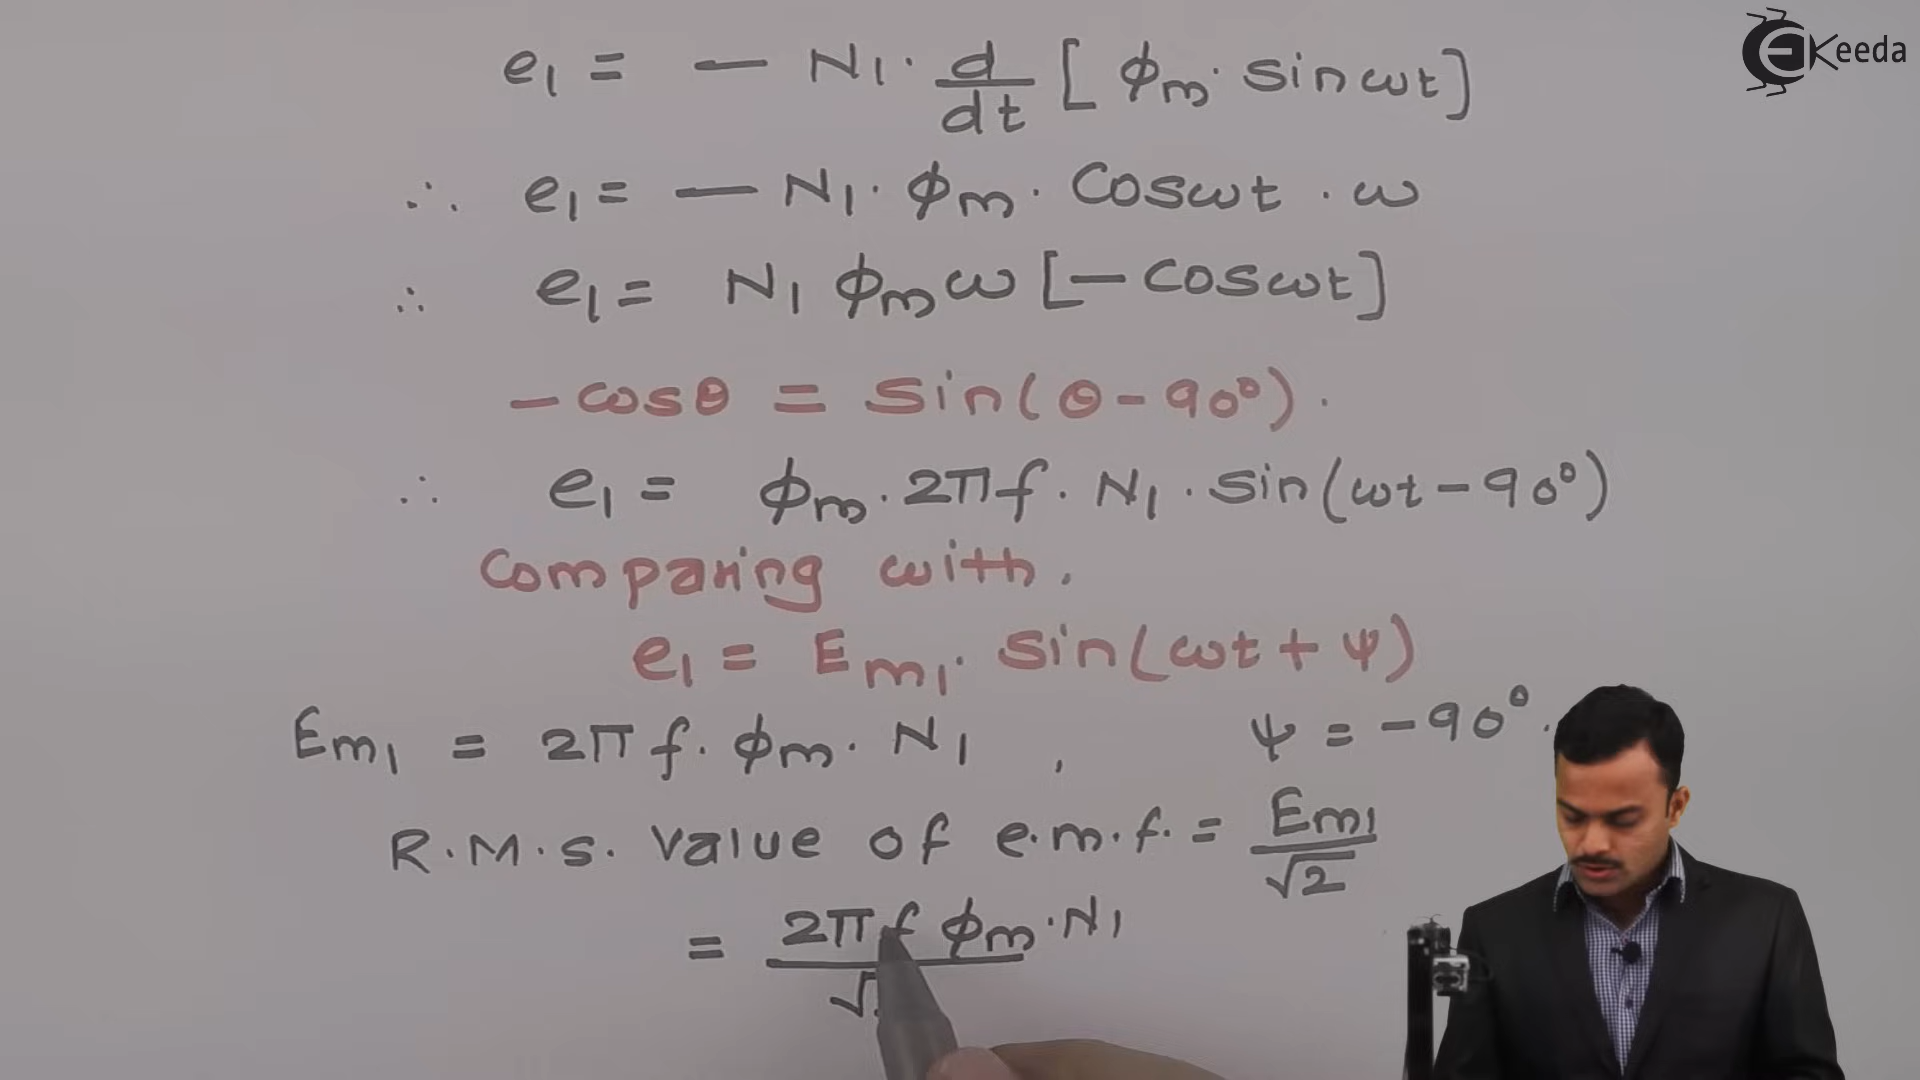 EKeeda
e₁ = — N₁ · d/dt [ ϕm · sin ωt ]
∴ e₁ = — N₁ · ϕm · Cos ωt · ω
∴ e₁ = N₁ ϕm ω [ – cos ωt ]
– cos θ = sin(θ – 90°).
∴ e₁ = ϕm · 2πf · N₁ · sin(ωt – 90°)
Comparing with.
e₁ = Em₁ · sin(ωt + ψ)
Em₁ = 2πf · ϕm · N₁ , ψ = –90°.
R.M.S. Value of e.m.f. = Em₁/√2
= 2πf ϕm · N₁ / √